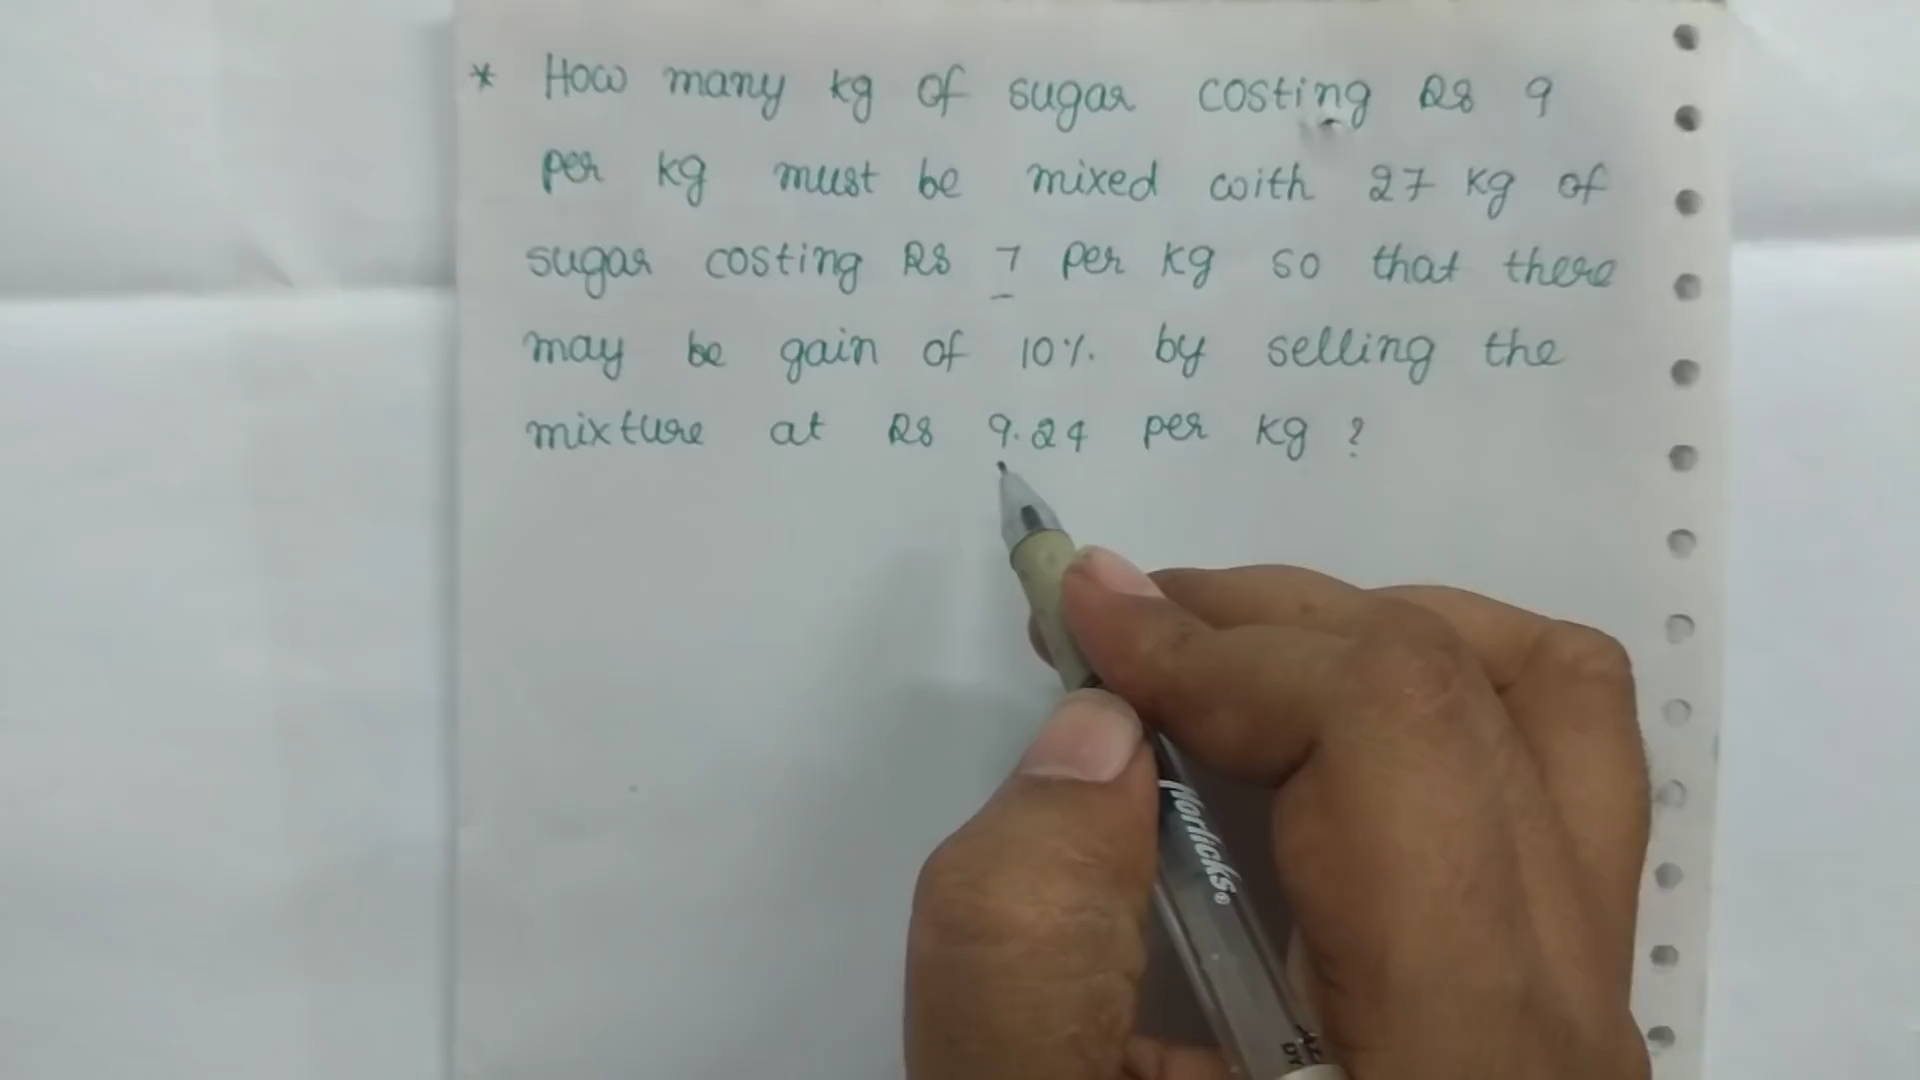 * How many kg of sugar costing Rs 9
per kg must be mixed with 27 kg of
sugar costing Rs 7 per kg so that there
may be gain of 10%. by selling the
mixture at Rs 9.24 per kg ?
Horlicks